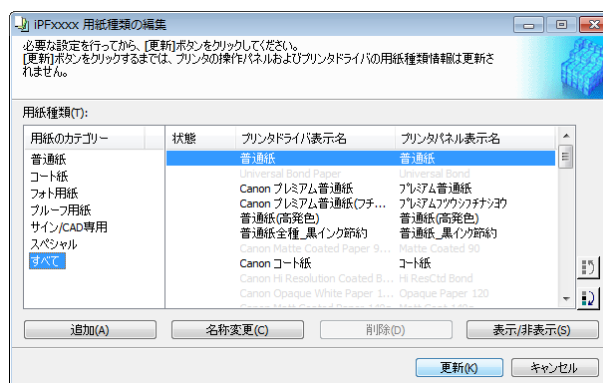 iPFxxxx 用紙種類の編集
必要な設定を行ってから、[更新]ボタンをクリックしてください。
[更新]ボタンをクリックするまでは、プリンタの操作パネルおよびプリンタドライバの用紙種類情報は更新さ
れません。
用紙種類(T):
用紙のカテゴリー
普通紙
コート紙
フォト用紙
プルーフ用紙
サイン/CAD専用
スペシャル
すべて
状態 プリンタドライバ表示名 プリンタパネル表示名
普通紙 普通紙
Universal Bond Paper Universal Bond
Canon プレミアム普通紙 プレミアム普通紙
Canon プレミアム普通紙(フチ... プレミアムフツウシフチナシヨウ
普通紙(高発色) 普通紙(高発色)
普通紙全種_黒インク節約 普通紙_黒インク節約
Canon Matte Coated Paper 9... Matte Coated 90
Canon コート紙 コート紙
Canon Hi Resolution Coated B... Hi ResCtd Bond
Canon Opaque White Paper 1... Opaque Paper 120
追加(A) 名称変更(C) 削除(D) 表示/非表示(S)
更新(K) キャンセル